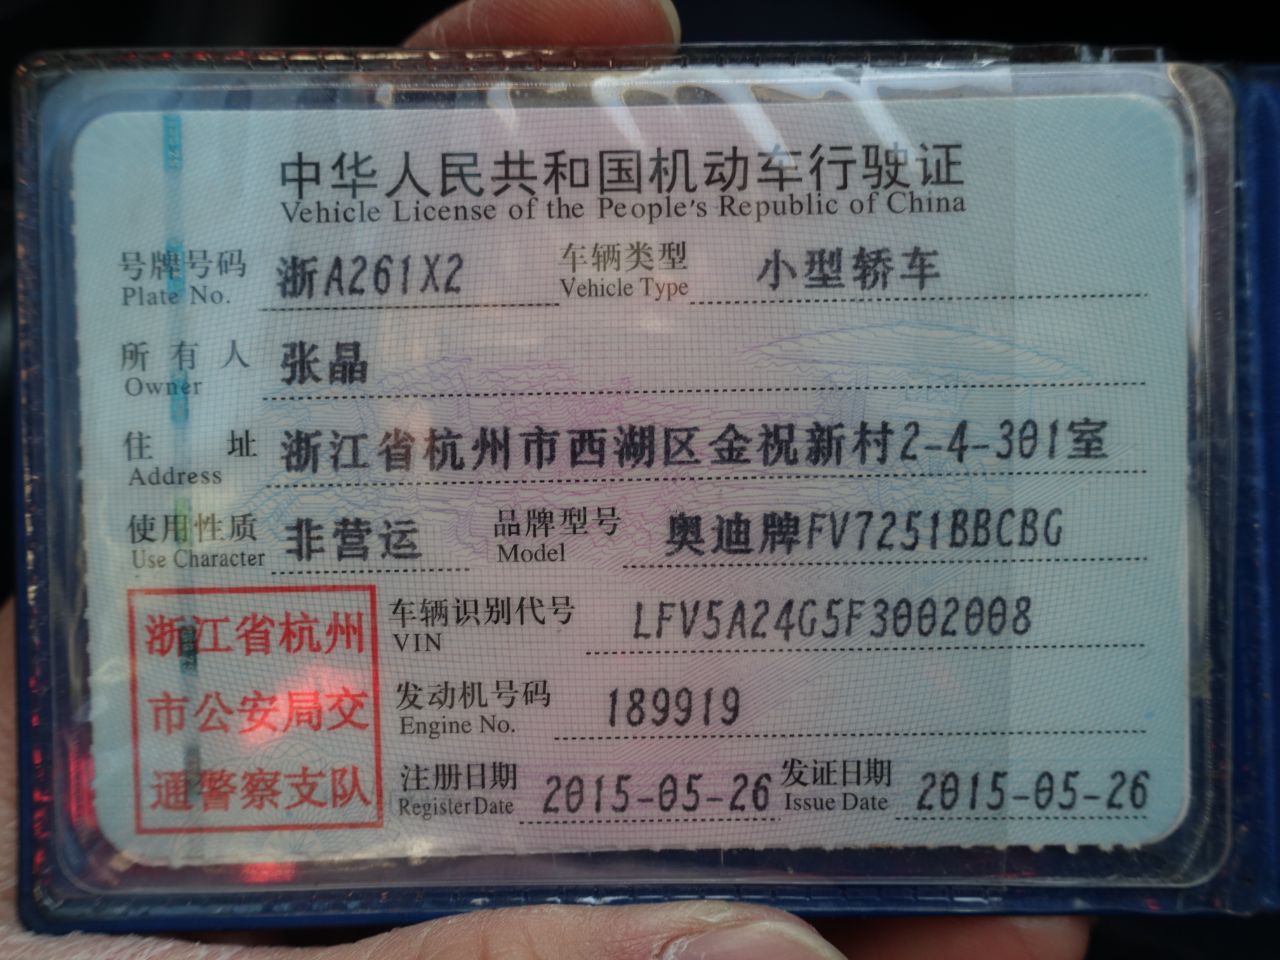 中华人民共和国机动车行驶证
Vehicle License of the People's Republic of China
号牌号码 浙A261X2 车辆类型 小型轿车
Plate No. Vehicle Type
所有人 张晶
Owner
住址 浙江省杭州市西湖区金祝新村2-4-301室
Address
使用性质 非营运 品牌型号 奥迪牌FV7251BBCBG
Use Character Model
浙江省杭州
市公安局交
通警察支队
车辆识别代号 LFV5A24G5F3002008
VIN
发动机号码 189919
Engine No.
注册日期 2015-05-26 发证日期 2015-05-26
Register Date Issue Date